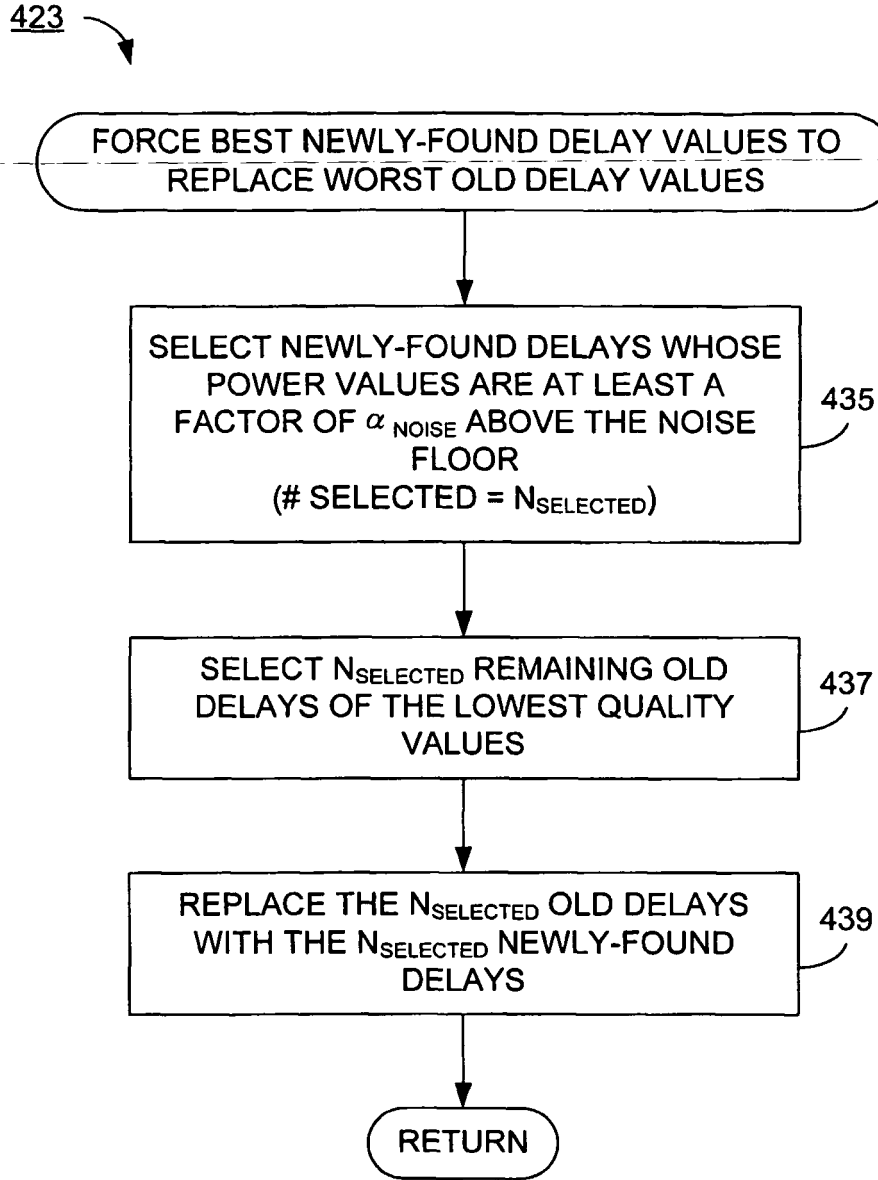 423
FORCE BEST NEWLY-FOUND DELAY VALUES TO
REPLACE WORST OLD DELAY VALUES
SELECT NEWLY-FOUND DELAYS WHOSE
POWER VALUES ARE AT LEAST A
FACTOR OF α NOISE ABOVE THE NOISE
FLOOR
(# SELECTED = NSELECTED)
435
SELECT NSELECTED REMAINING OLD
DELAYS OF THE LOWEST QUALITY
VALUES
437
REPLACE THE NSELECTED OLD DELAYS
WITH THE NSELECTED NEWLY-FOUND
DELAYS
439
RETURN